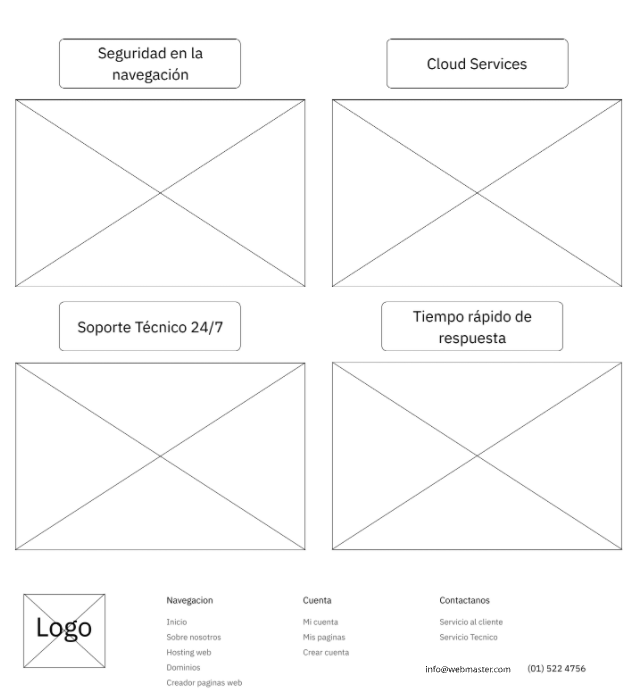 Seguridad en la
navegación
Cloud Services
Soporte Técnico 24/7
Tiempo rápido de
respuesta
Logo
Navegacion
Inicio
Sobre nosotros
Hosting web
Dominios
Creador paginas web
Cuenta
Mi cuenta
Mis paginas
Crear cuenta
Contactanos
Servicio al cliente
Servicio Tecnico
info@webmaster.com
(01) 522 4756